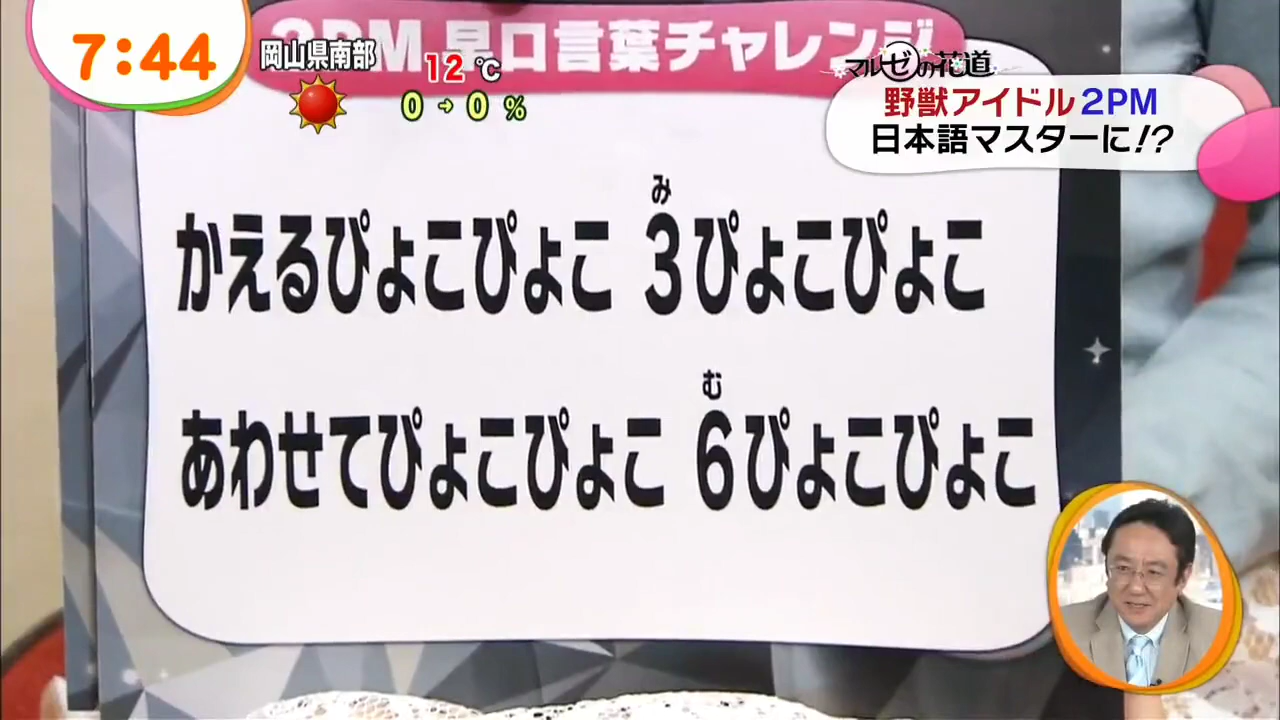 7:44
岡山県南部
12℃
0→0%
2PM 早口言葉チャレンジ
マルゼの花道
野獣アイドル2PM
日本語マスターに!?
かえるぴょこぴょこ 3ぴょこぴょこ
み
あわせてぴょこぴょこ 6ぴょこぴょこ
む